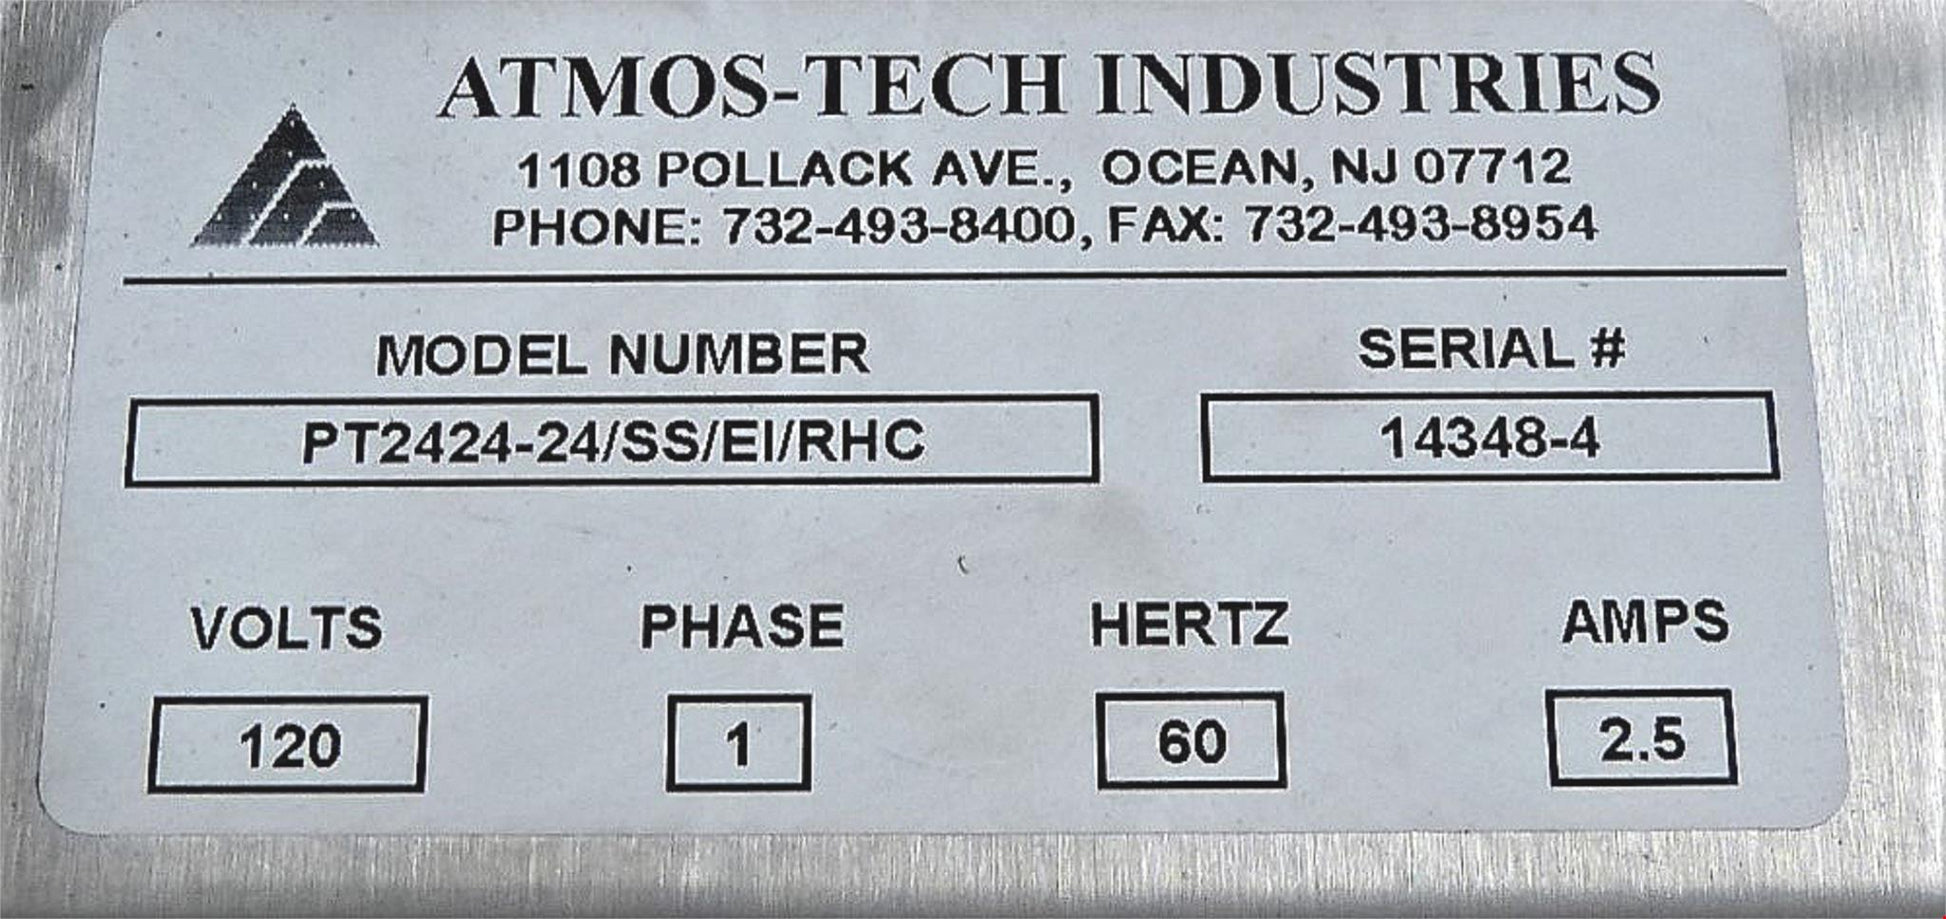 ATMOS-TECH INDUSTRIES
1108 POLLACK AVE., OCEAN, NJ 07712
PHONE: 732-493-8400, FAX: 732-493-8954
MODEL NUMBER SERIAL #
PT2424-24/SS/EI/RHC 14348-4
VOLTS PHASE HERTZ AMPS
120 1 60 2.5